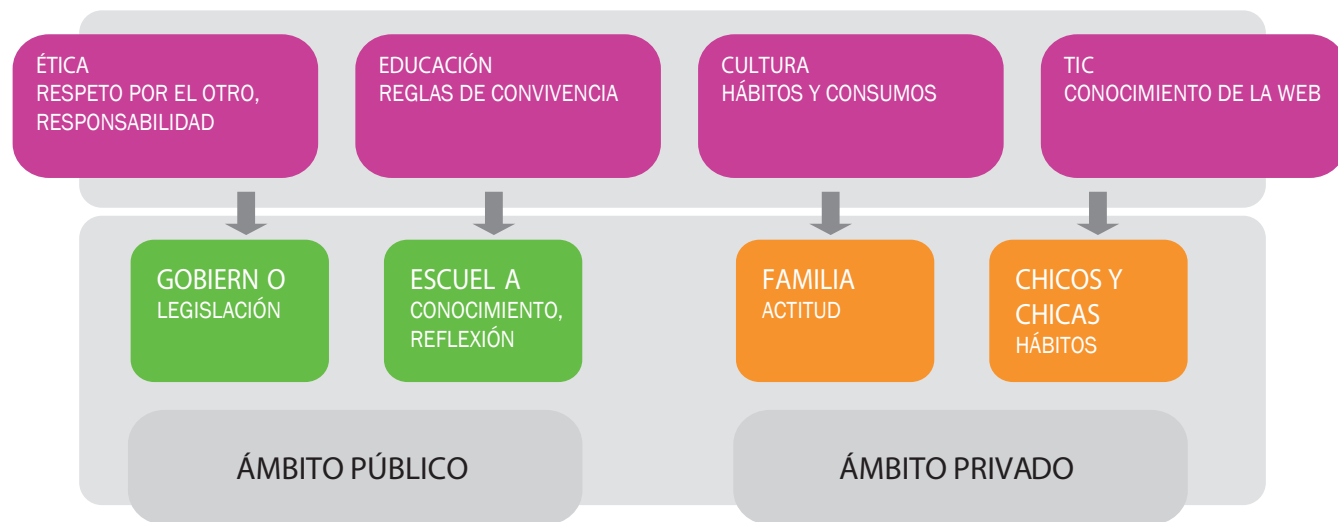 ÉTICA
RESPETO POR EL OTRO,
RESPONSABILIDAD
EDUCACIÓN
REGLAS DE CONVIVENCIA
CULTURA
HÁBITOS Y CONSUMOS
TIC
CONOCIMIENTO DE LA WEB
GOBIERN O
LEGISLACIÓN
ESCUEL A
CONOCIMIENTO,
REFLEXIÓN
FAMILIA
ACTITUD
CHICOS Y
CHICAS
HÁBITOS
ÁMBITO PÚBLICO
ÁMBITO PRIVADO